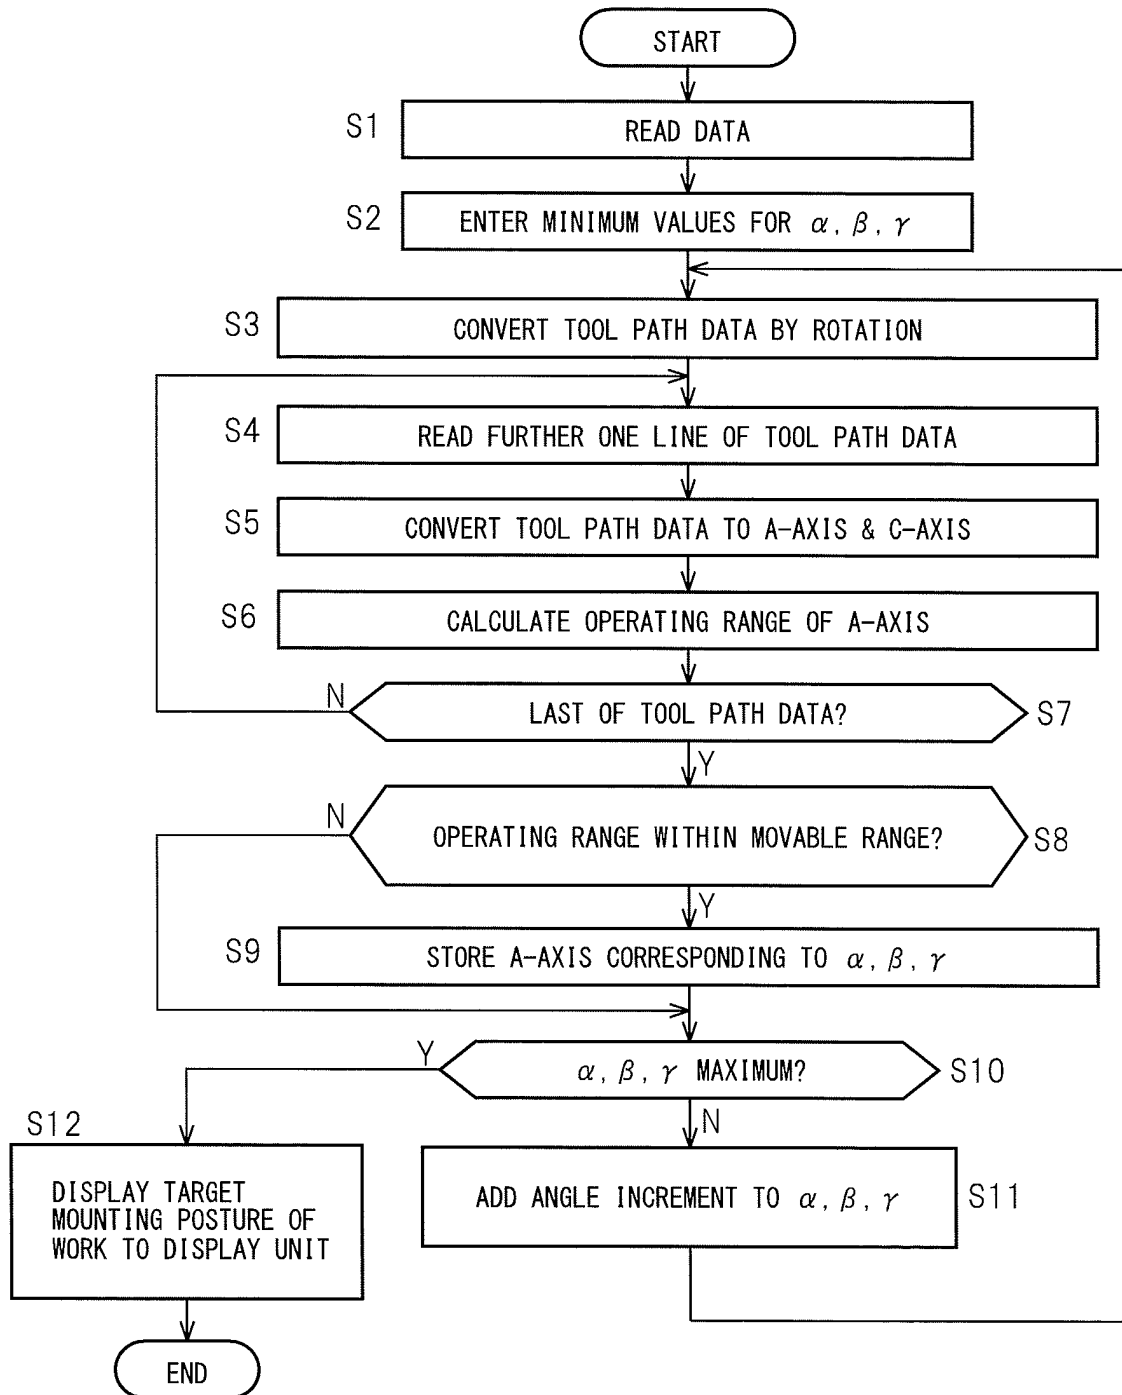 START
S1
READ DATA
S2
ENTER MINIMUM VALUES FOR α, β, γ
S3
CONVERT TOOL PATH DATA BY ROTATION
S4
READ FURTHER ONE LINE OF TOOL PATH DATA
S5
CONVERT TOOL PATH DATA TO A-AXIS & C-AXIS
S6
CALCULATE OPERATING RANGE OF A-AXIS
N
LAST OF TOOL PATH DATA?
S7
Y
N
OPERATING RANGE WITHIN MOVABLE RANGE?
S8
Y
S9
STORE A-AXIS CORRESPONDING TO α, β, γ
Y
α, β, γ MAXIMUM?
S10
N
S12
DISPLAY TARGET
MOUNTING POSTURE OF
WORK TO DISPLAY UNIT
ADD ANGLE INCREMENT TO α, β, γ
S11
END